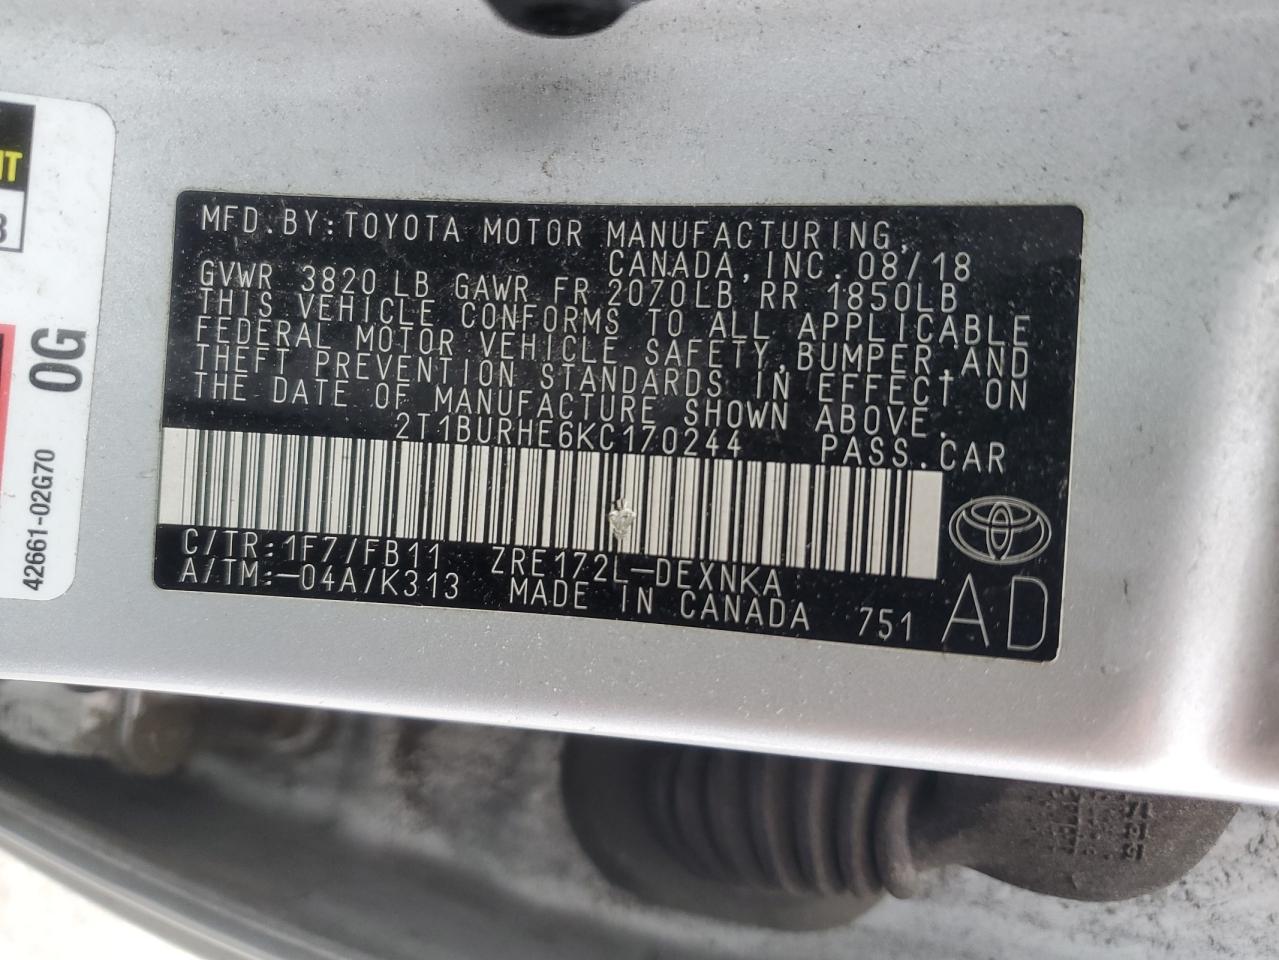 MFD.BY:TOYOTA MOTOR MANUFACTURING,
CANADA,INC.08/18
GVWR 3820 LB GAWR FR 2070LB RR 1850LB
THIS VEHICLE CONFORMS TO ALL APPLICABLE
FEDERAL MOTOR VEHICLE SAFETY,BUMPER,AND
THEFT PREVENTION STANDARDS IN EFFECT ON
THE DATE OF MANUFACTURE SHOWN ABOVE.
2T1BURHE6KC170244 PASS.CAR
C/TR:1F7/FB11 ZRE172L-DEXNKA
A/TM:-04A/K313 MADE IN CANADA 751 AD
0G
42661-02G70